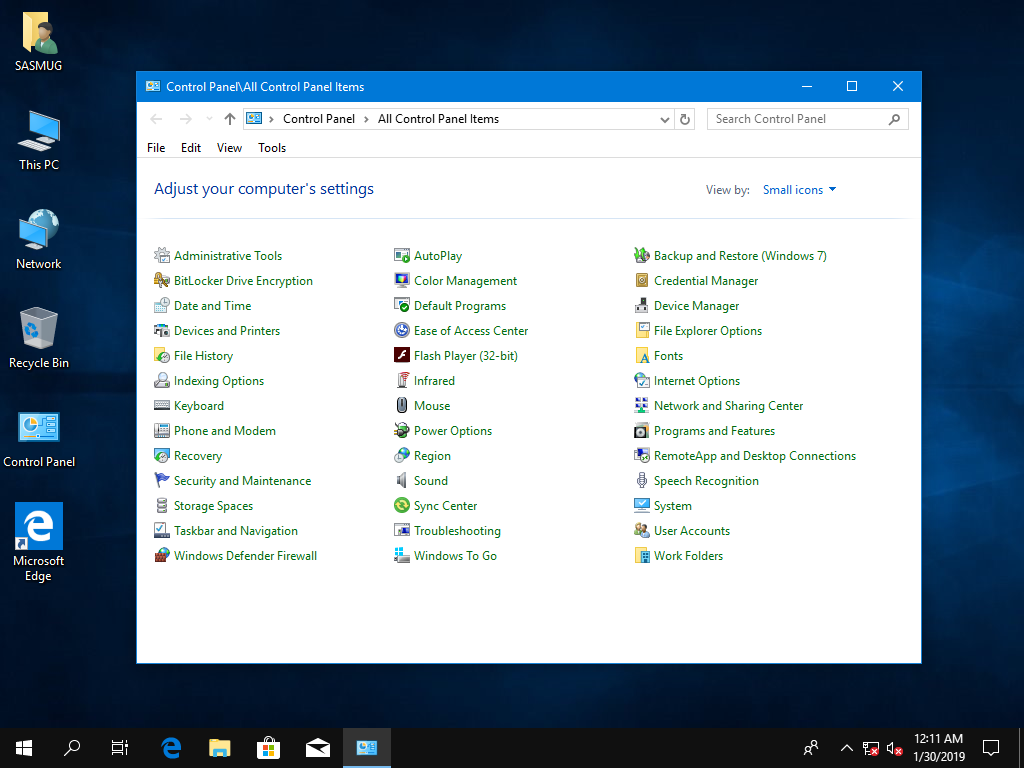 SASMUG
This PC
Network
Recycle Bin
Control Panel
Microsoft
Edge
Control Panel\All Control Panel Items
Control Panel > All Control Panel Items
Search Control Panel
File Edit View Tools
Adjust your computer's settings
View by: Small icons
Administrative Tools
AutoPlay
Backup and Restore (Windows 7)
BitLocker Drive Encryption
Color Management
Credential Manager
Date and Time
Default Programs
Device Manager
Devices and Printers
Ease of Access Center
File Explorer Options
File History
Flash Player (32-bit)
Fonts
Indexing Options
Infrared
Internet Options
Keyboard
Mouse
Network and Sharing Center
Phone and Modem
Power Options
Programs and Features
Recovery
Region
RemoteApp and Desktop Connections
Security and Maintenance
Sound
Speech Recognition
Storage Spaces
Sync Center
System
Taskbar and Navigation
Troubleshooting
User Accounts
Windows Defender Firewall
Windows To Go
Work Folders
12:11 AM
1/30/2019